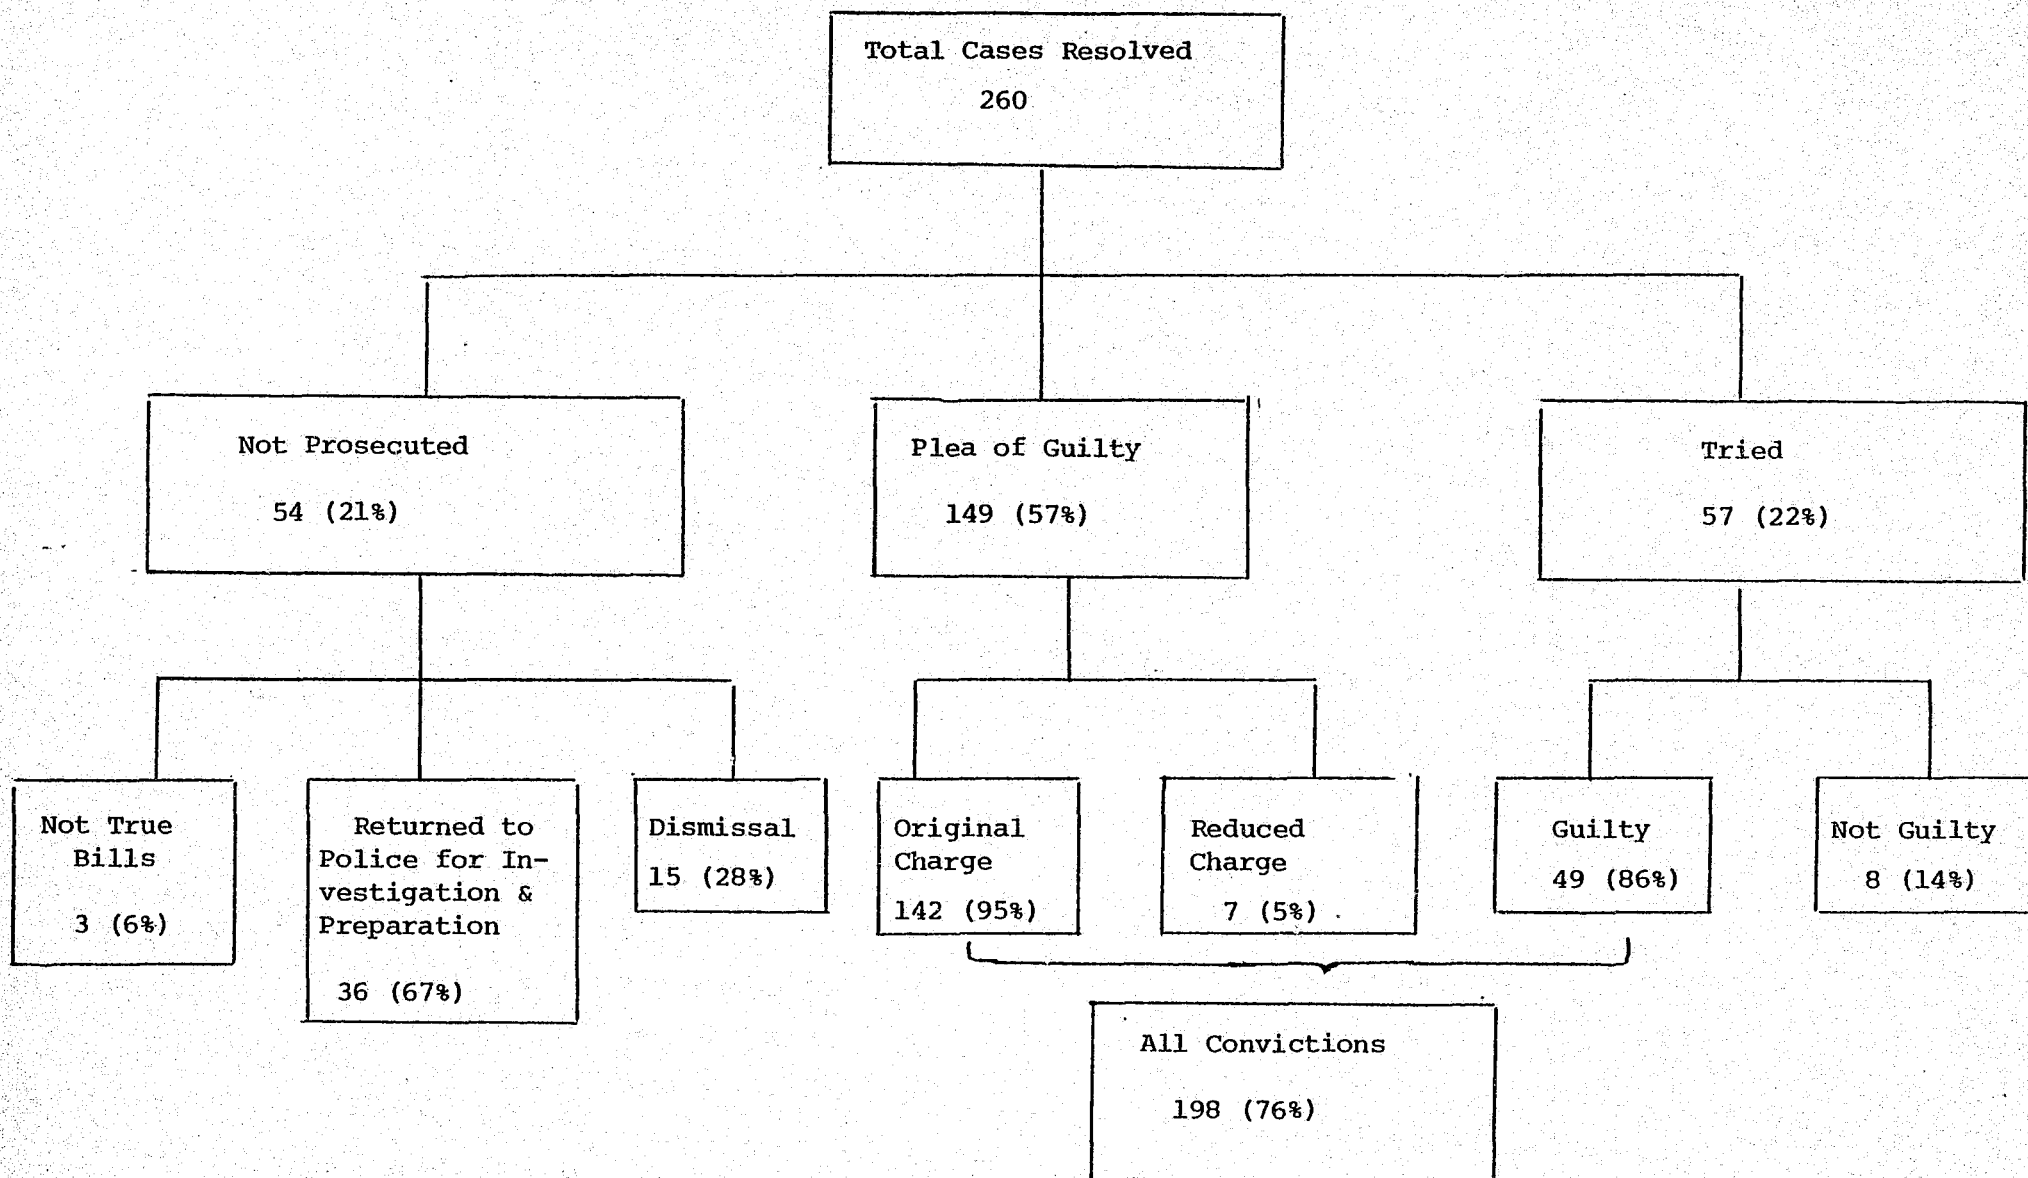 Total Cases Resolved
260
Not Prosecuted
54 (21%)
Plea of Guilty
149 (57%)
Tried
57 (22%)
Not True
Bills
3 (6%)
Returned to
Police for In-
vestigation &
Preparation
36 (67%)
Dismissal
15 (28%)
Original
Charge
142 (95%)
Reduced
Charge
7 (5%)
Guilty
49 (86%)
Not Guilty
8 (14%)
All Convictions
198 (76%)